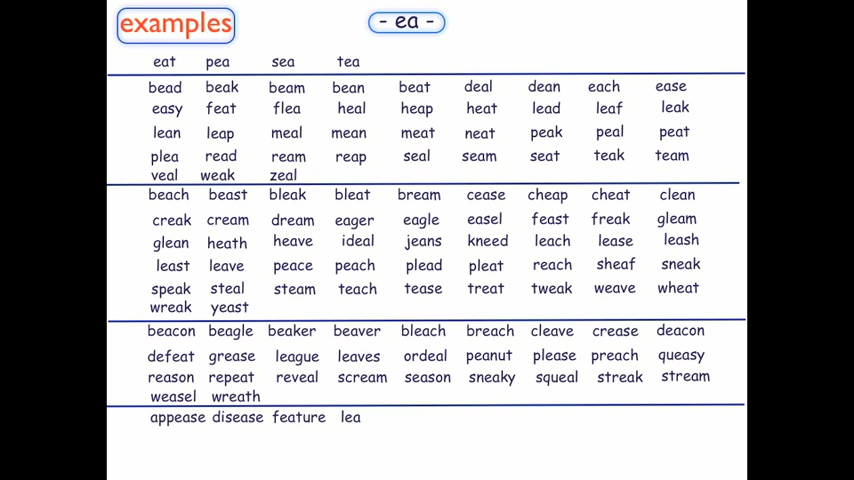 examples
- ea -
eat pea sea tea
bead beak beam bean beat deal dean each ease
easy feat flea heal heap heat lead leaf leak
lean leap meal mean meat neat peak peal peat
plea read ream reap seal seam seat teak team
veal weak zeal
beach beast bleak bleat bream cease cheap cheat clean
creak cream dream eager eagle easel feast freak gleam
glean heath heave ideal jeans kneed leach lease leash
least leave peace peach plead pleat reach sheaf sneak
speak steal steam teach tease treat tweak weave wheat
wreak yeast
beacon beagle beaker beaver bleach breach cleave crease deacon
defeat grease league leaves ordeal peanut please preach queasy
reason repeat reveal scream season sneaky squeal streak stream
weasel wreath
appease disease feature lea